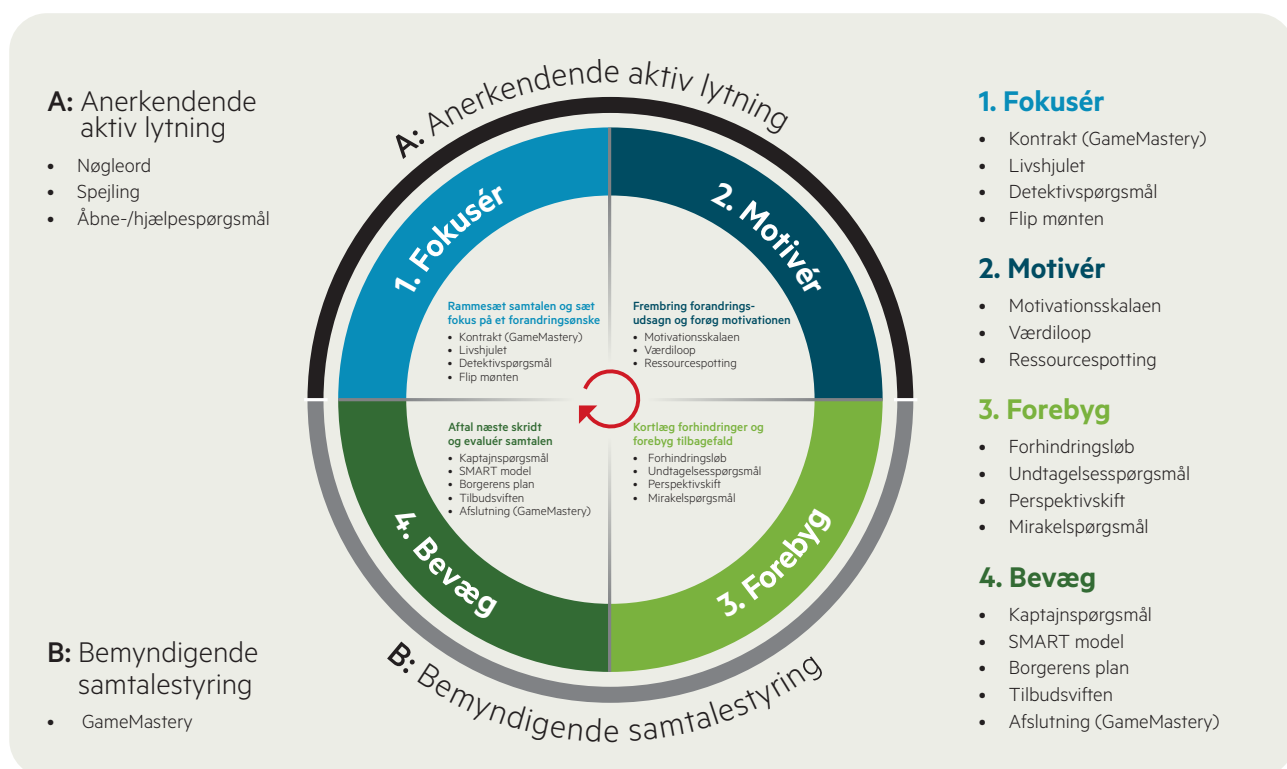 A: Anerkendende
aktiv lytning
• Nøgleord
• Spejling
• Åbne-/hjælpespørgsmål
B: Bemyndigende
samtalestyring
• GameMastery
A: Anerkendende aktiv lytning
1. Fokusér
Rammesæt samtalen og sæt
fokus på et forandringsønske
• Kontrakt (GameMastery)
• Livshjulet
• Detektivspørgsmål
• Flip mønten
2. Motivér
Frembring forandrings-
udsagn og forøg motivationen
• Motivationsskalaen
• Værdiloop
• Ressourcespotting
Kortlæg forhindringer og
forebyg tilbagefald
• Forhindringsløb
• Undtagelsesspørgsmål
• Perspektivskift
• Mirakelspørgsmål
3. Forebyg
Aftal næste skridt
og evaluér samtalen
• Kaptajnspørgsmål
• SMART model
• Borgerens plan
• Tilbudsviften
• Afslutning (GameMastery)
4. Bevæg
B: Bemyndigende samtalestyring
1. Fokusér
• Kontrakt (GameMastery)
• Livshjulet
• Detektivspørgsmål
• Flip mønten
2. Motivér
• Motivationsskalaen
• Værdiloop
• Ressourcespotting
3. Forebyg
• Forhindringsløb
• Undtagelsesspørgsmål
• Perspektivskift
• Mirakelspørgsmål
4. Bevæg
• Kaptajnspørgsmål
• SMART model
• Borgerens plan
• Tilbudsviften
• Afslutning (GameMastery)